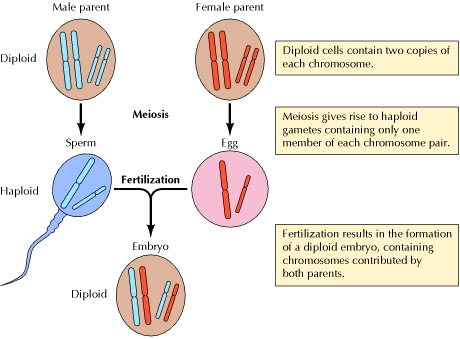 Male parent
Female parent
Diploid
Diploid cells contain two copies of
each chromosome.
Meiosis
Meiosis gives rise to haploid
gametes containing only one
member of each chromosome pair.
Sperm
Egg
Haploid
Fertilization
Fertilization results in the formation
of a diploid embryo, containing
chromosomes contributed by
both parents.
Embryo
Diploid